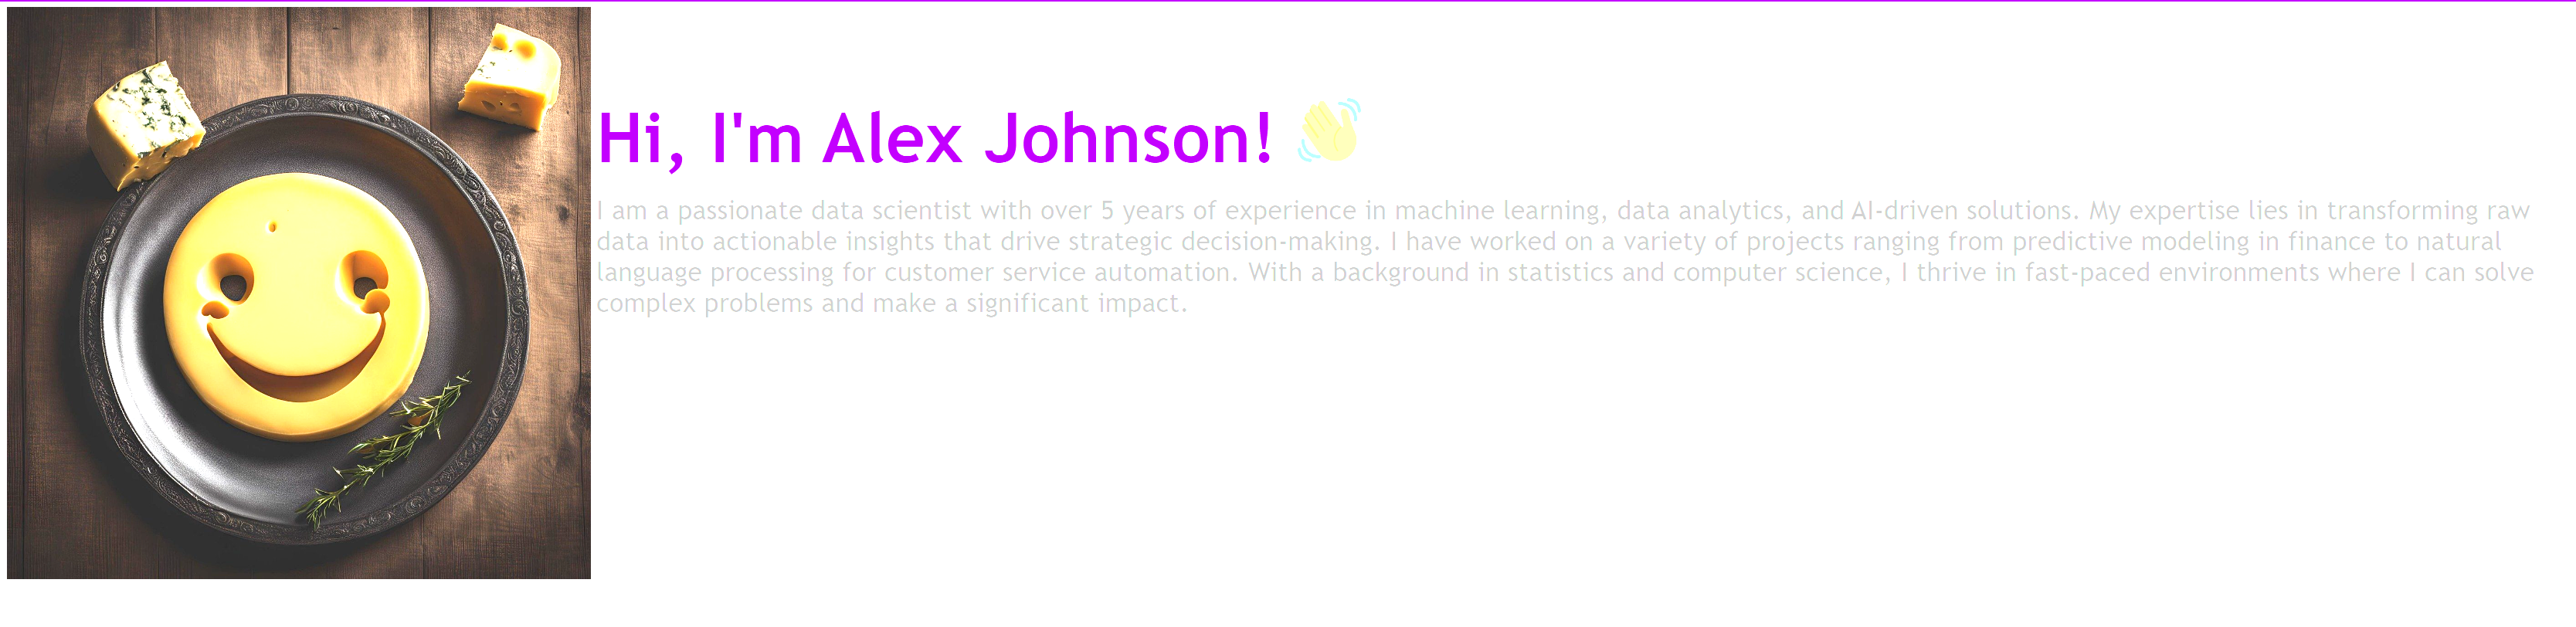 Hi, I'm Alex Johnson! 👋
I am a passionate data scientist with over 5 years of experience in machine learning, data analytics, and AI-driven solutions. My expertise lies in transforming raw
data into actionable insights that drive strategic decision-making. I have worked on a variety of projects ranging from predictive modeling in finance to natural
language processing for customer service automation. With a background in statistics and computer science, I thrive in fast-paced environments where I can solve
complex problems and make a significant impact.